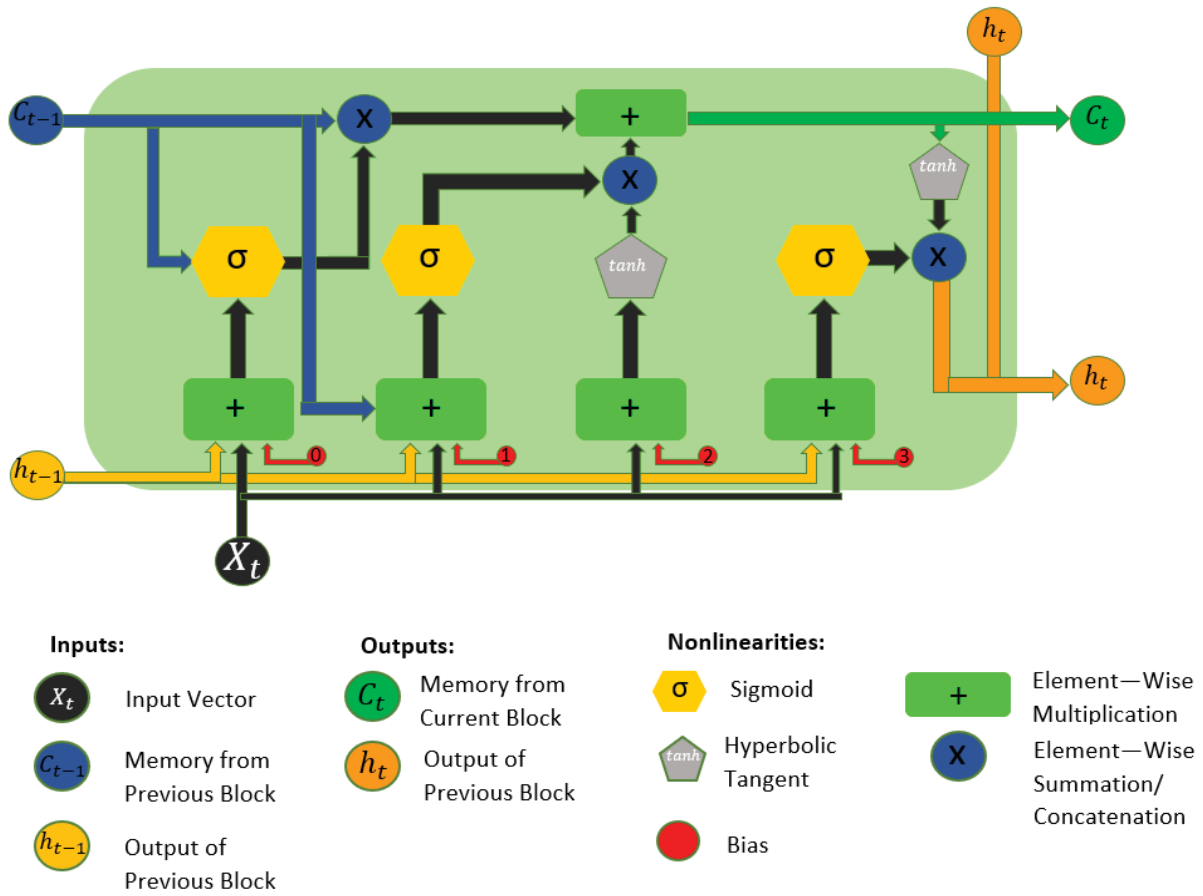 h_t
C_{t-1}
X
+
C_t
tanh
X
σ
σ
tanh
σ
X
+
+
+
+
h_t
0
1
2
3
h_{t-1}
X_t
Inputs:
X_t
Input Vector
C_{t-1}
Memory from
Previous Block
h_{t-1}
Output of
Previous Block
Outputs:
C_t
Memory from
Current Block
h_t
Output of
Previous Block
Nonlinearities:
σ
Sigmoid
tanh
Hyperbolic
Tangent
Bias
+
Element—Wise
Multiplication
X
Element—Wise
Summation/
Concatenation